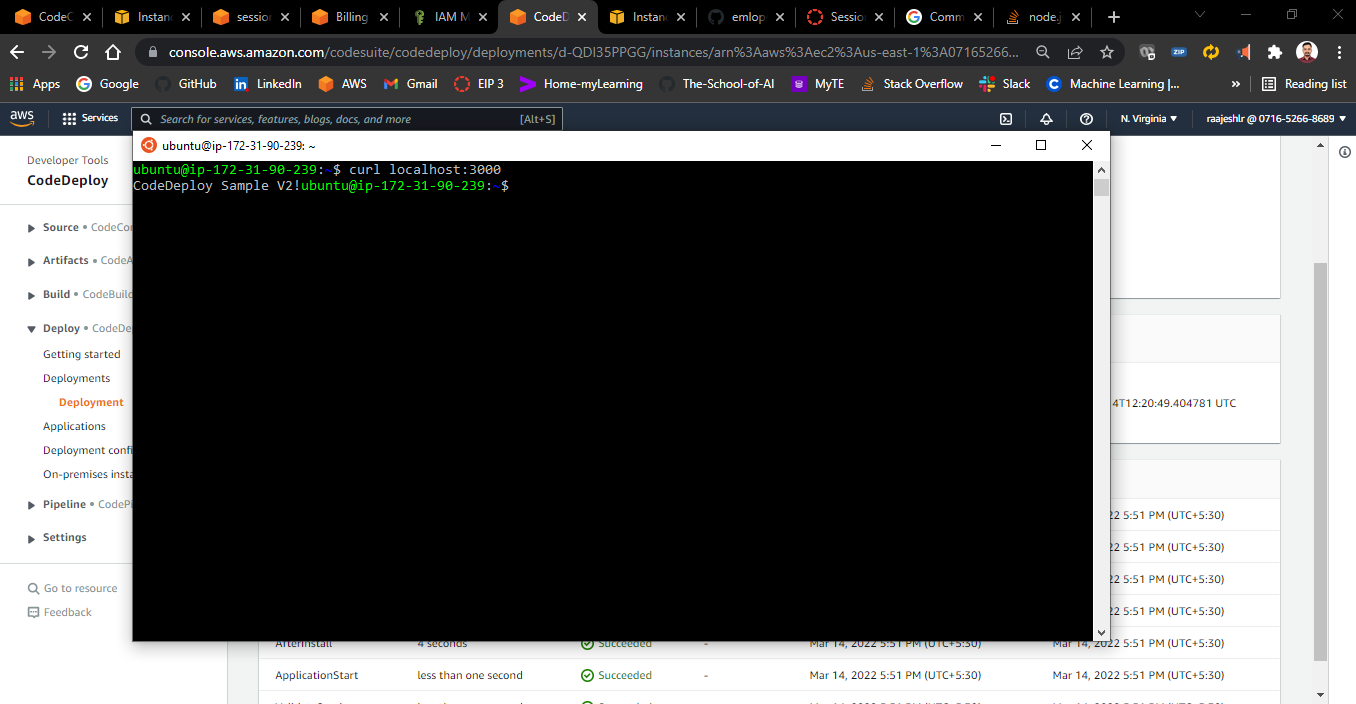 CodeC
Instanc
session
Billing
IAM M
CodeD
Instanc
emlop
Session
Comm
node.j
console.aws.amazon.com/codesuite/codedeploy/deployments/d-QDI35PPGG/instances/arn%3Aaws%3Aec2%3Aus-east-1%3A07165266...
ZIP
Apps
Google
GitHub
LinkedIn
AWS
Gmail
EIP 3
Home-myLearning
The-School-of-AI
MyTE
Stack Overflow
Slack
Machine Learning |...
»
Reading list
aws
Services
Search for services, features, blogs, docs, and more
[Alt+S]
N. Virginia
raajeshlr @ 0716-5266-8689
ubuntu@ip-172-31-90-239: ~
ubuntu@ip-172-31-90-239:~$ curl localhost:3000
CodeDeploy Sample V2!ubuntu@ip-172-31-90-239:~$
Developer Tools
CodeDeploy
Source • CodeCo
Artifacts • CodeA
Build • CodeBuild
Deploy • CodeDe
Getting started
Deployments
Deployment
Applications
Deployment confi
On-premises insta
Pipeline • CodePi
Settings
Go to resource
Feedback
4T12:20:49.404781 UTC
22 5:51 PM (UTC+5:30)
22 5:51 PM (UTC+5:30)
22 5:51 PM (UTC+5:30)
22 5:51 PM (UTC+5:30)
AfterInstall 4 seconds Succeeded - Mar 14, 2022 5:51 PM (UTC+5:30) Mar 14, 2022 5:51 PM (UTC+5:30)
ApplicationStart less than one second Succeeded - Mar 14, 2022 5:51 PM (UTC+5:30) Mar 14, 2022 5:51 PM (UTC+5:30)